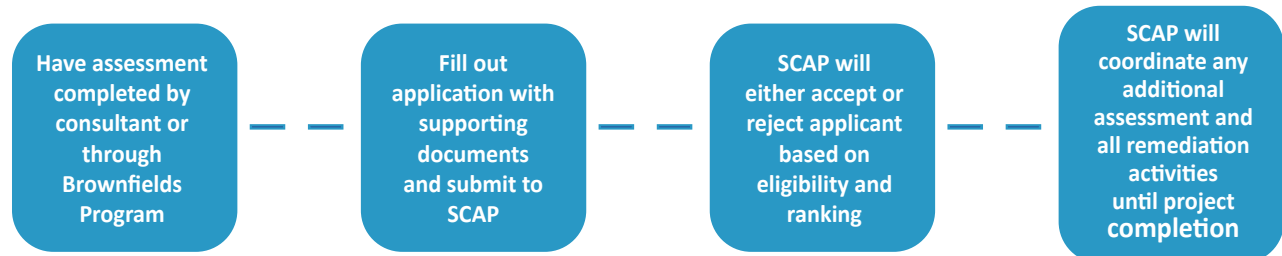 Have assessment
completed by
consultant or
through
Brownfields
Program
Fill out
application with
supporting
documents
and submit to
SCAP
SCAP will
either accept or
reject applicant
based on
eligibility and
ranking
SCAP will
coordinate any
additional
assessment and
all remediation
activities
until project
completion